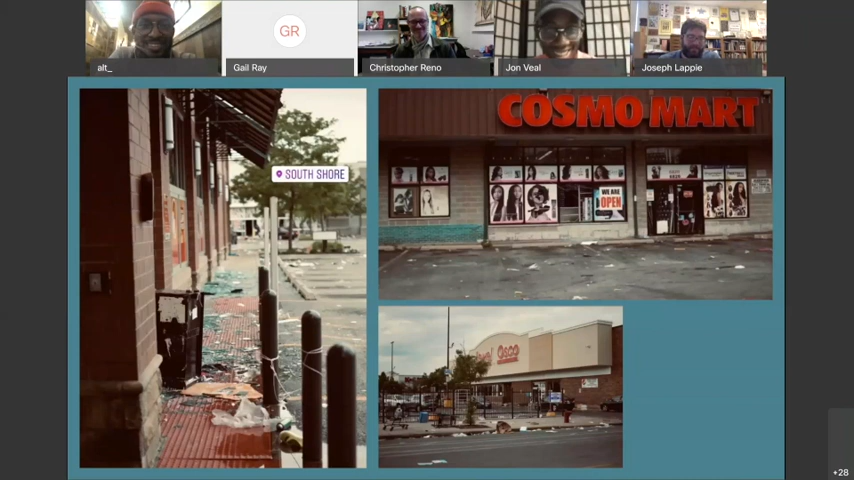 GR
alt_
Gail Ray
Christopher Reno
Jon Veal
Joseph Lappie
SOUTH SHORE
COSMO MART
WE ARE
OPEN
Osco
+28